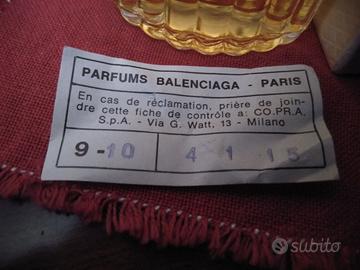 PARFUMS BALENCIAGA - PARIS
En cas de réclamation, prière de join-
dre cette fiche de contrôle a: CO.PR.A.
S.p.A. - Via G. Watt, 13 - Milano
9-10 4 1 15
subito